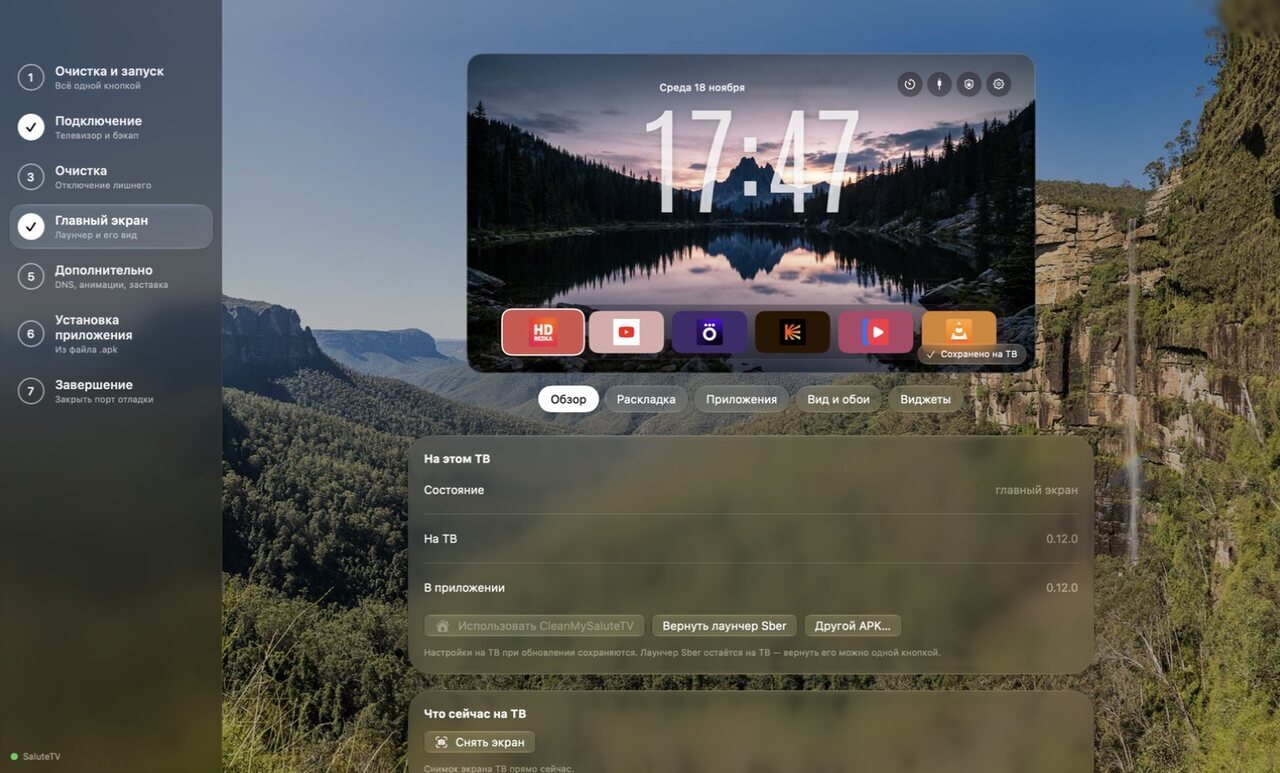 1
Очистка и запуск
Всё одной кнопкой
Подключение
Телевизор и бэкап
3
Очистка
Отключение лишнего
Главный экран
Лаунчер и его вид
5
Дополнительно
DNS, анимации, заставка
6
Установка
приложения
Из файла .apk
7
Завершение
Закрыть порт отладки
SaluteTV
Среда 18 ноября
17:47
HD
REZKA
Сохранено на ТВ
Обзор
Раскладка
Приложения
Вид и обои
Виджеты
На этом ТВ
Состояние
главный экран
На ТВ
0.12.0
В приложении
0.12.0
Использовать CleanMySaluteTV
Вернуть лаунчер Sber
Другой APK...
Настройки на ТВ при обновлении сохраняются. Лаунчер Sber остаётся на ТВ — вернуть его можно одной кнопкой.
Что сейчас на ТВ
Снять экран
Снимок экрана ТВ прямо сейчас.